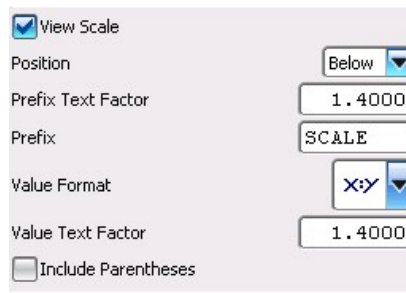 View Scale
Position Below
Prefix Text Factor 1.4000
Prefix SCALE
Value Format X:Y
Value Text Factor 1.4000
Include Parentheses